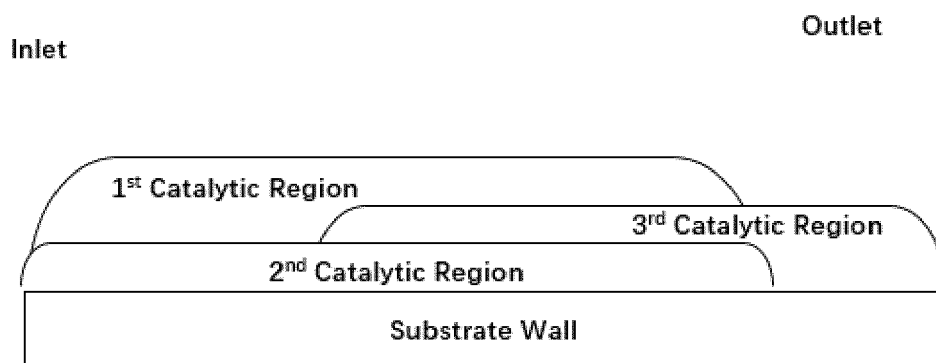 Outlet
Inlet
1st Catalytic Region
3rd Catalytic Region
2nd Catalytic Region
Substrate Wall